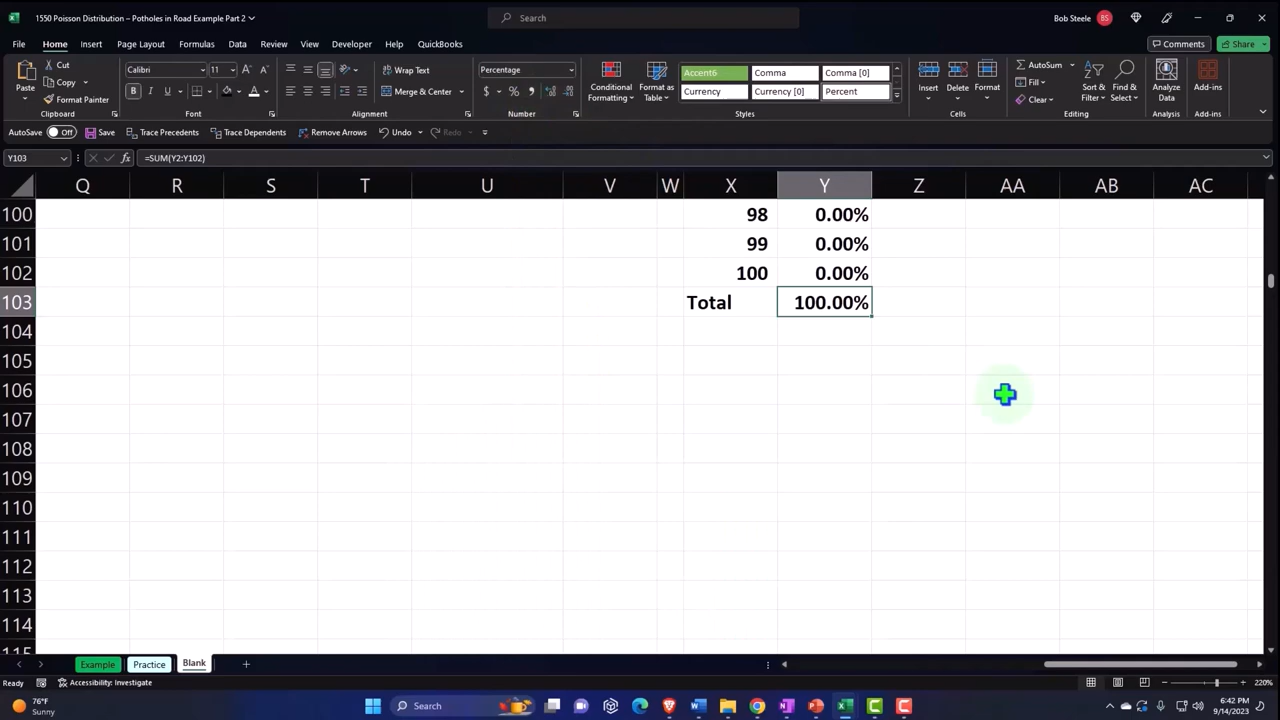 1550 Poisson Distribution – Potholes in Road Example Part 2
Search
Bob Steele BS
File Home Insert Page Layout Formulas Data Review View Developer Help QuickBooks
Comments Share
Paste Cut Copy Format Painter
Clipboard
Calibri 11
B I U
Font
Wrap Text
Merge & Center
Alignment
Percentage
$ % ,
Number
Conditional Formatting
Format as Table
Accent6 Comma Comma [0]
Currency Currency [0] Percent
Styles
Insert Delete Format
Cells
AutoSum Fill Clear
Sort & Filter Find & Select
Editing
Analyze Data
Analysis
Add-ins
Add-ins
AutoSave Off Save Trace Precedents Trace Dependents Remove Arrows Undo Redo
Y103 fx =SUM(Y2:Y102)
Q R S T U V W X Y Z AA AB AC
100 98 0.00%
101 99 0.00%
102 100 0.00%
103 Total 100.00%
104
105
106
107
108
109
110
111
112
113
114
115
Example Practice Blank
Ready Accessibility: Investigate 220%
76°F
Sunny
Search
6:42 PM
9/14/2023